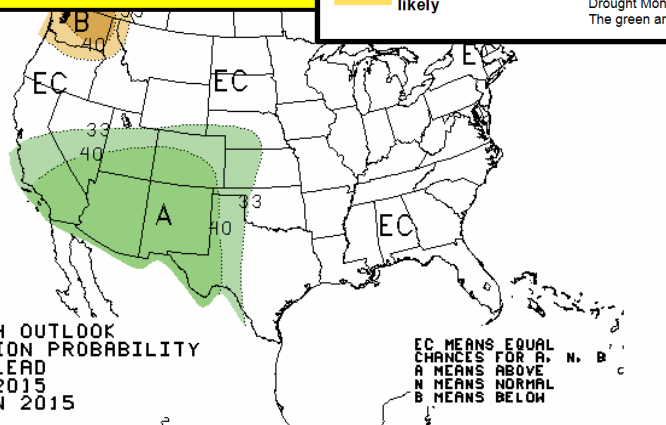 likely
Drought Mon
The green ar
B
40
EC
EC
E
33
40
33
A
40
EC
H OUTLOOK
ION PROBABILITY
LEAD
2015
N 2015
EC MEANS EQUAL
CHANCES FOR A, N, B
A MEANS ABOVE
N MEANS NORMAL
B MEANS BELOW
C